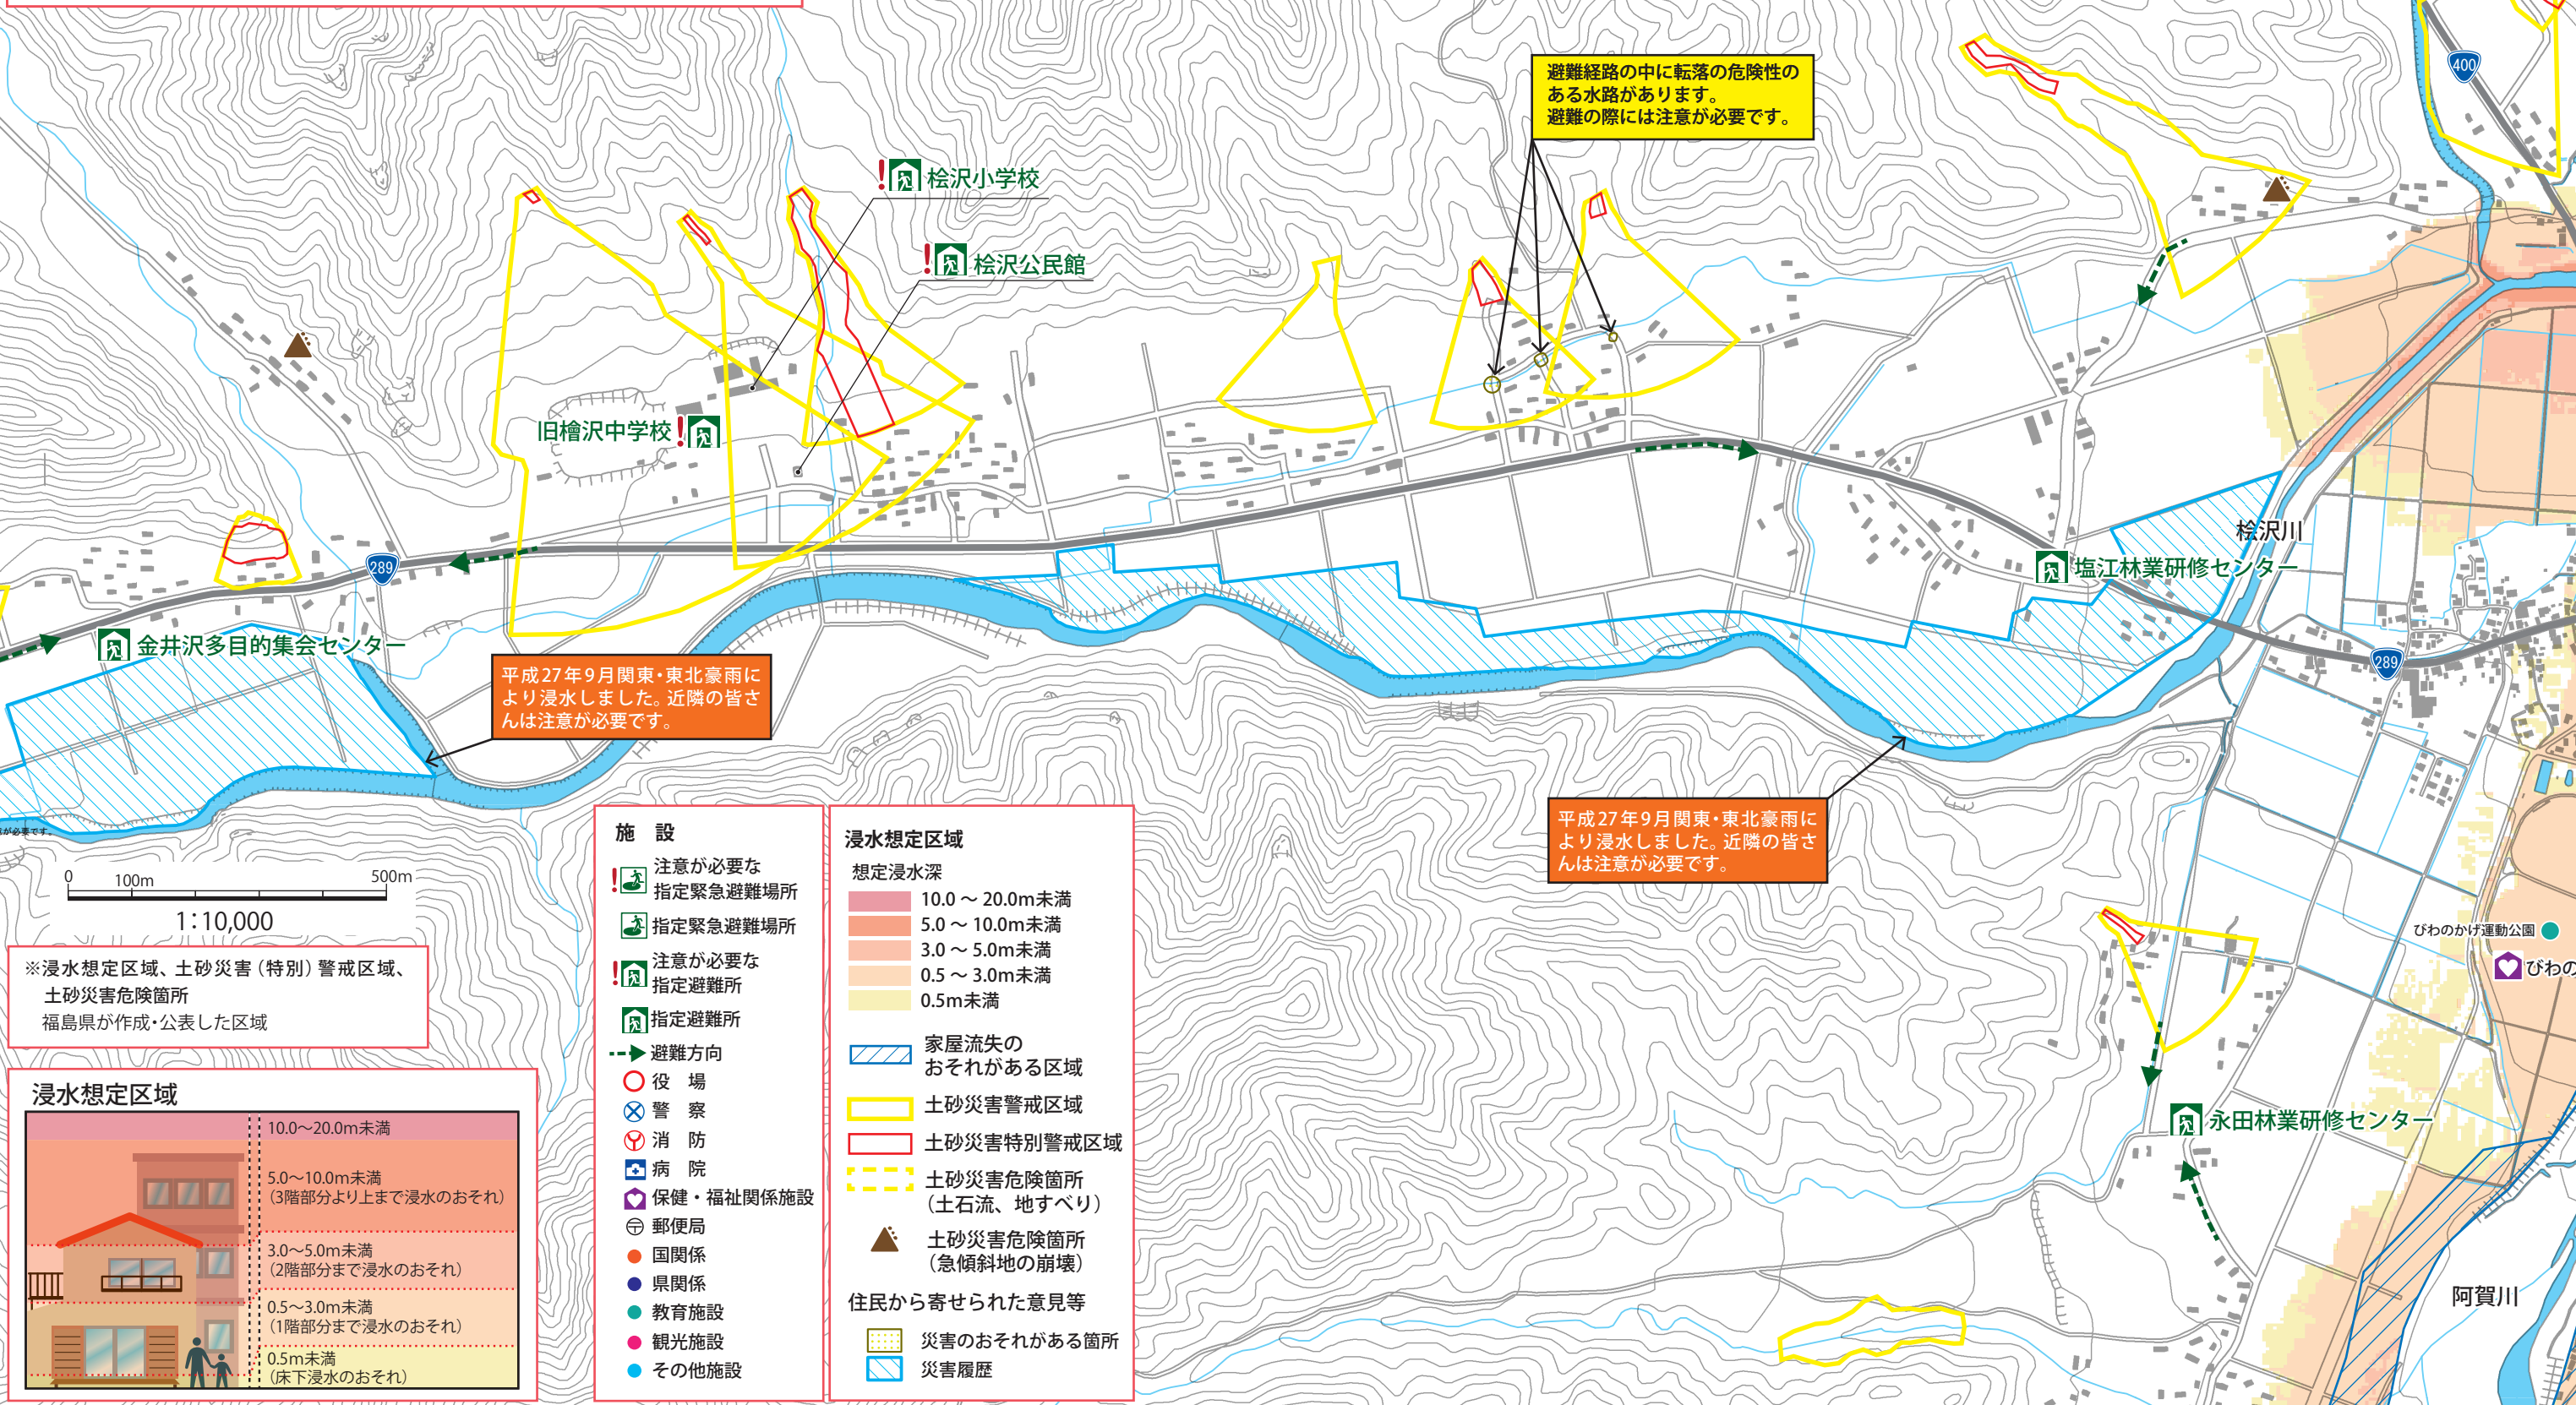 避難経路の中に転落の危険性の
ある水路があります。
避難の際には注意が必要です。
400
桧沢小学校
桧沢公民館
旧檜沢中学校
289
金井沢多目的集会センター
平成27年9月関東・東北豪雨に
より浸水しました。近隣の皆さ
んは注意が必要です。
桧沢川
塩江林業研修センター
289
平成27年9月関東・東北豪雨に
より浸水しました。近隣の皆さ
んは注意が必要です。
が必要です。
0 100m 500m
1:10,000
※浸水想定区域、土砂災害(特別)警戒区域、
土砂災害危険箇所
福島県が作成・公表した区域
浸水想定区域
10.0〜20.0m未満
5.0〜10.0m未満
(3階部分より上まで浸水のおそれ)
3.0〜5.0m未満
(2階部分まで浸水のおそれ)
0.5〜3.0m未満
(1階部分まで浸水のおそれ)
0.5m未満
(床下浸水のおそれ)
施 設
注意が必要な
指定緊急避難場所
指定緊急避難場所
注意が必要な
指定避難所
指定避難所
避難方向
役 場
警 察
消 防
病 院
保健・福祉関係施設
郵便局
国関係
県関係
教育施設
観光施設
その他施設
浸水想定区域
想定浸水深
10.0 〜 20.0m未満
5.0 〜 10.0m未満
3.0 〜 5.0m未満
0.5 〜 3.0m未満
0.5m未満
家屋流失の
おそれがある区域
土砂災害警戒区域
土砂災害特別警戒区域
土砂災害危険箇所
(土石流、地すべり)
土砂災害危険箇所
(急傾斜地の崩壊)
住民から寄せられた意見等
災害のおそれがある箇所
災害履歴
びわのかげ運動公園
びわの
永田林業研修センター
阿賀川